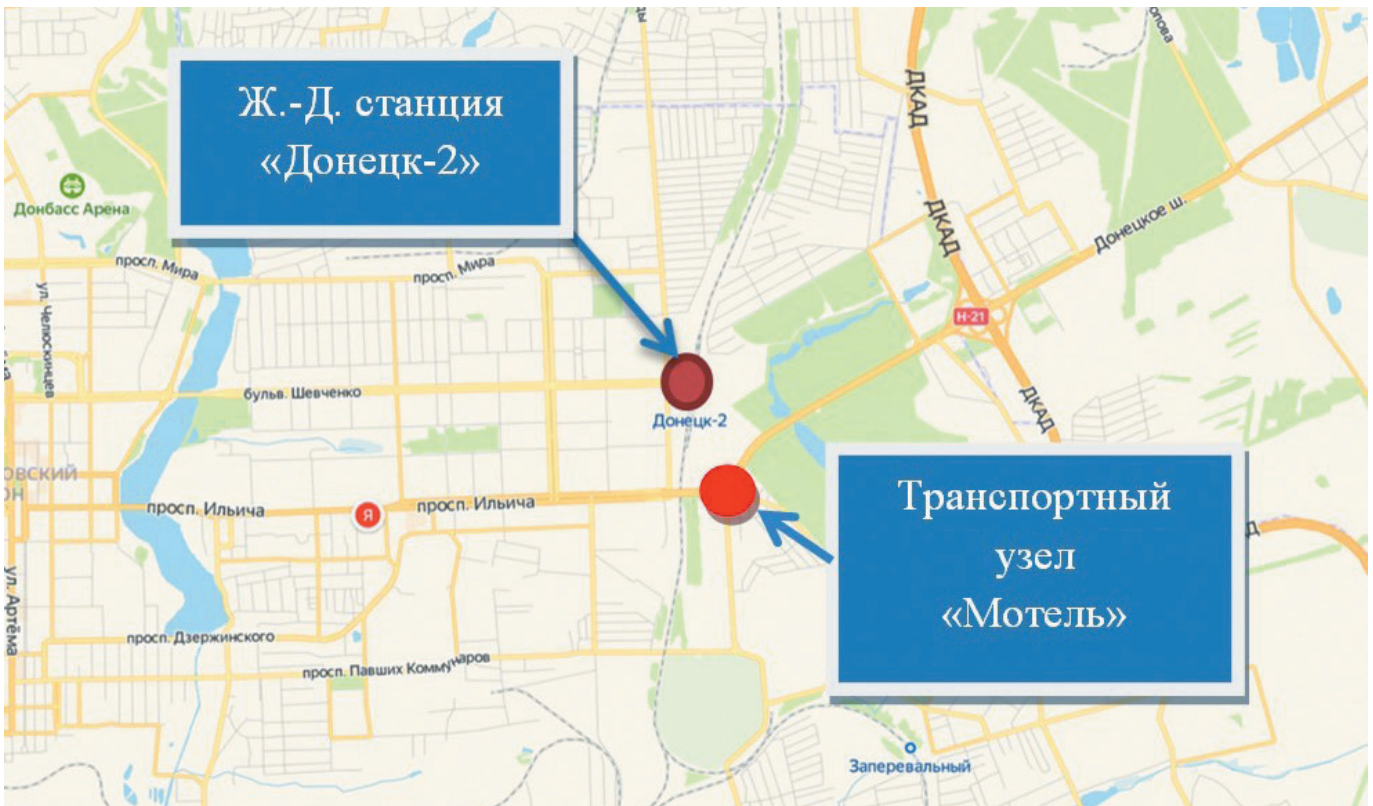 Ж.-Д. станция
«Донецк-2»
Донбасс Арена
просп. Мира
просп. Мира
ул. Челюскинцев
бульв. Шевченко
Донецк-2
ДКАД
ДКАД
ДКАД
Донецкое ш.
Н-21
просп. Ильича
Я
просп. Ильича
Транспортный
узел
«Мотель»
ул. Артёма
просп. Дзержинского
просп. Павших Коммунаров
Заперевальный